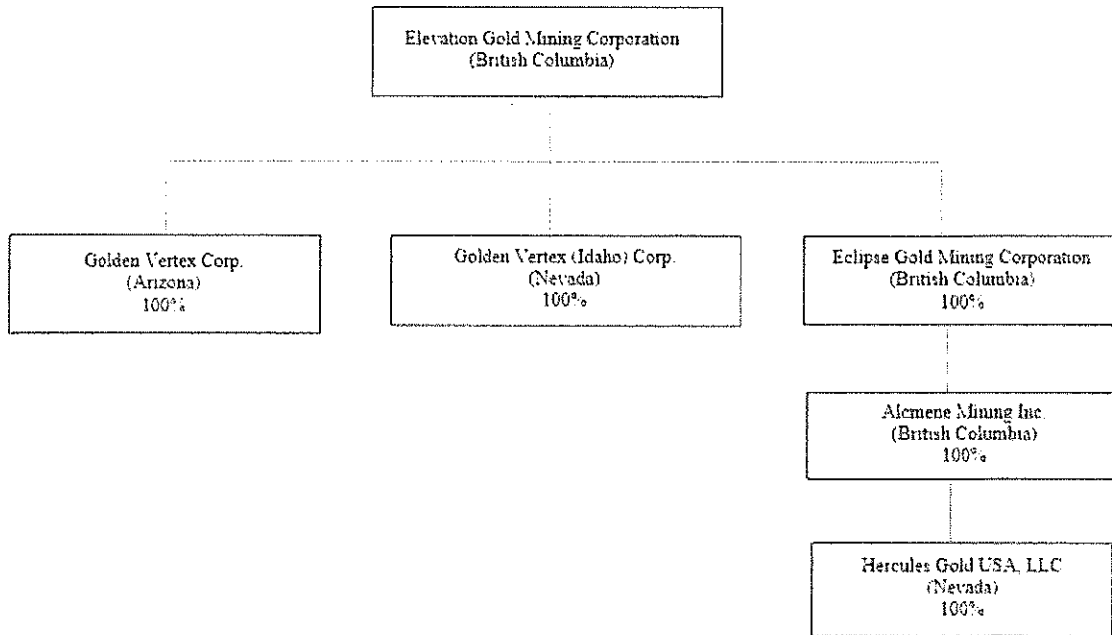 Elevation Gold Mining Corporation
(British Columbia)
Golden Vertex Corp.
(Arizona)
100%
Golden Vertex (Idaho) Corp.
(Nevada)
100%
Eclipse Gold Mining Corporation
(British Columbia)
100%
Alcmene Mining Inc.
(British Columbia)
100%
Hercules Gold USA, LLC
(Nevada)
100%